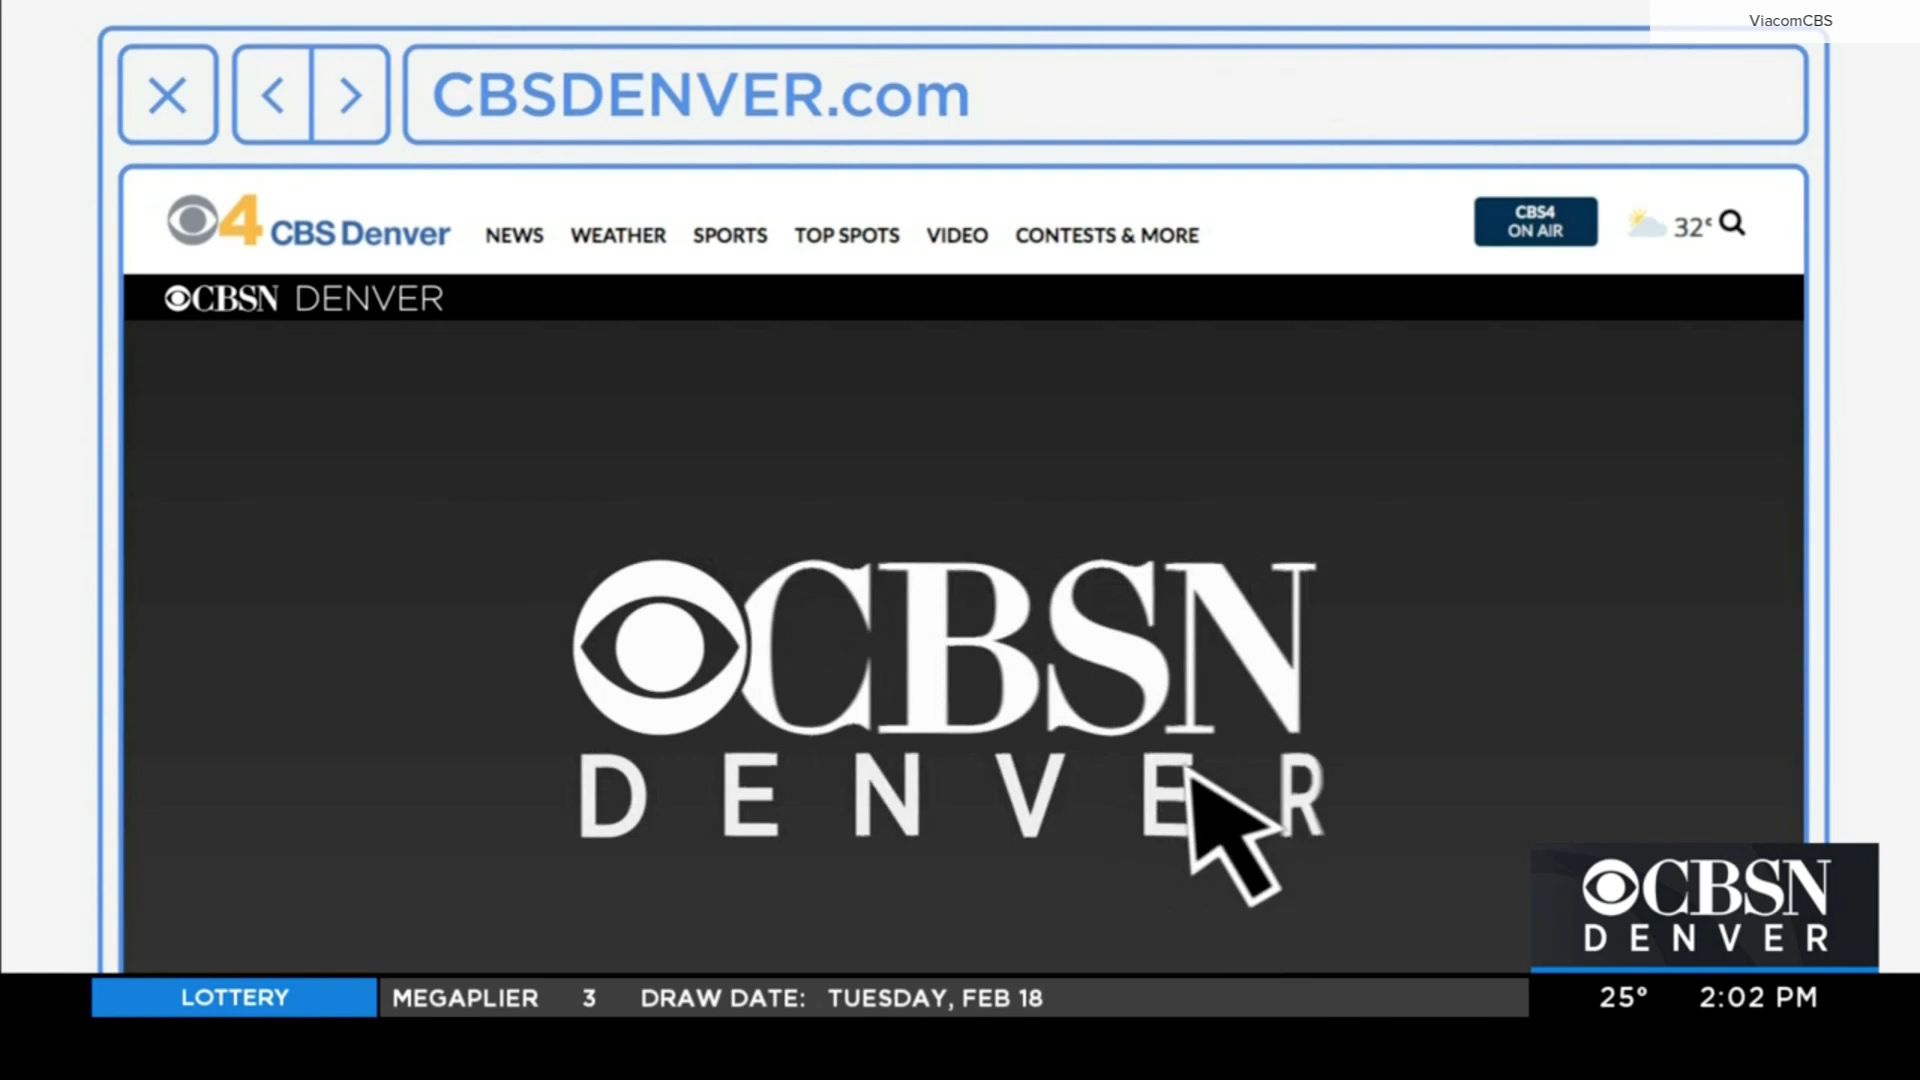 ViacomCBS
CBSDENVER.com
4 CBS Denver NEWS WEATHER SPORTS TOP SPOTS VIDEO CONTESTS & MORE
CBS4
ON AIR
32°
CBSN DENVER
CBSN
DENVER
CBSN
DENVER
LOTTERY MEGAPLIER 3 DRAW DATE: TUESDAY, FEB 18 25° 2:02 PM